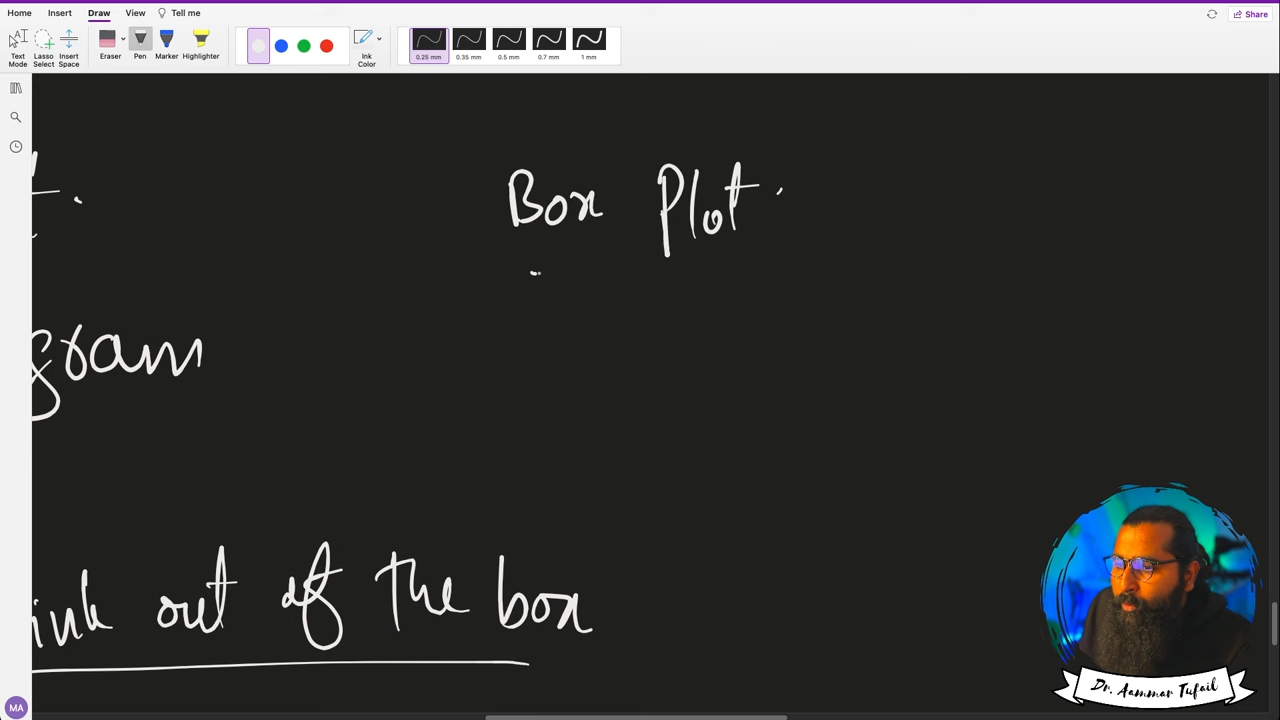 Home Insert Draw View Tell me Share
Text Mode Lasso Select Insert Space Eraser Pen Marker Highlighter Ink Color 0.25 mm 0.35 mm 0.5 mm 0.7 mm 1 mm
Box Plot.
gram
ink out of the box
Dr. Aammar Tufail
MA